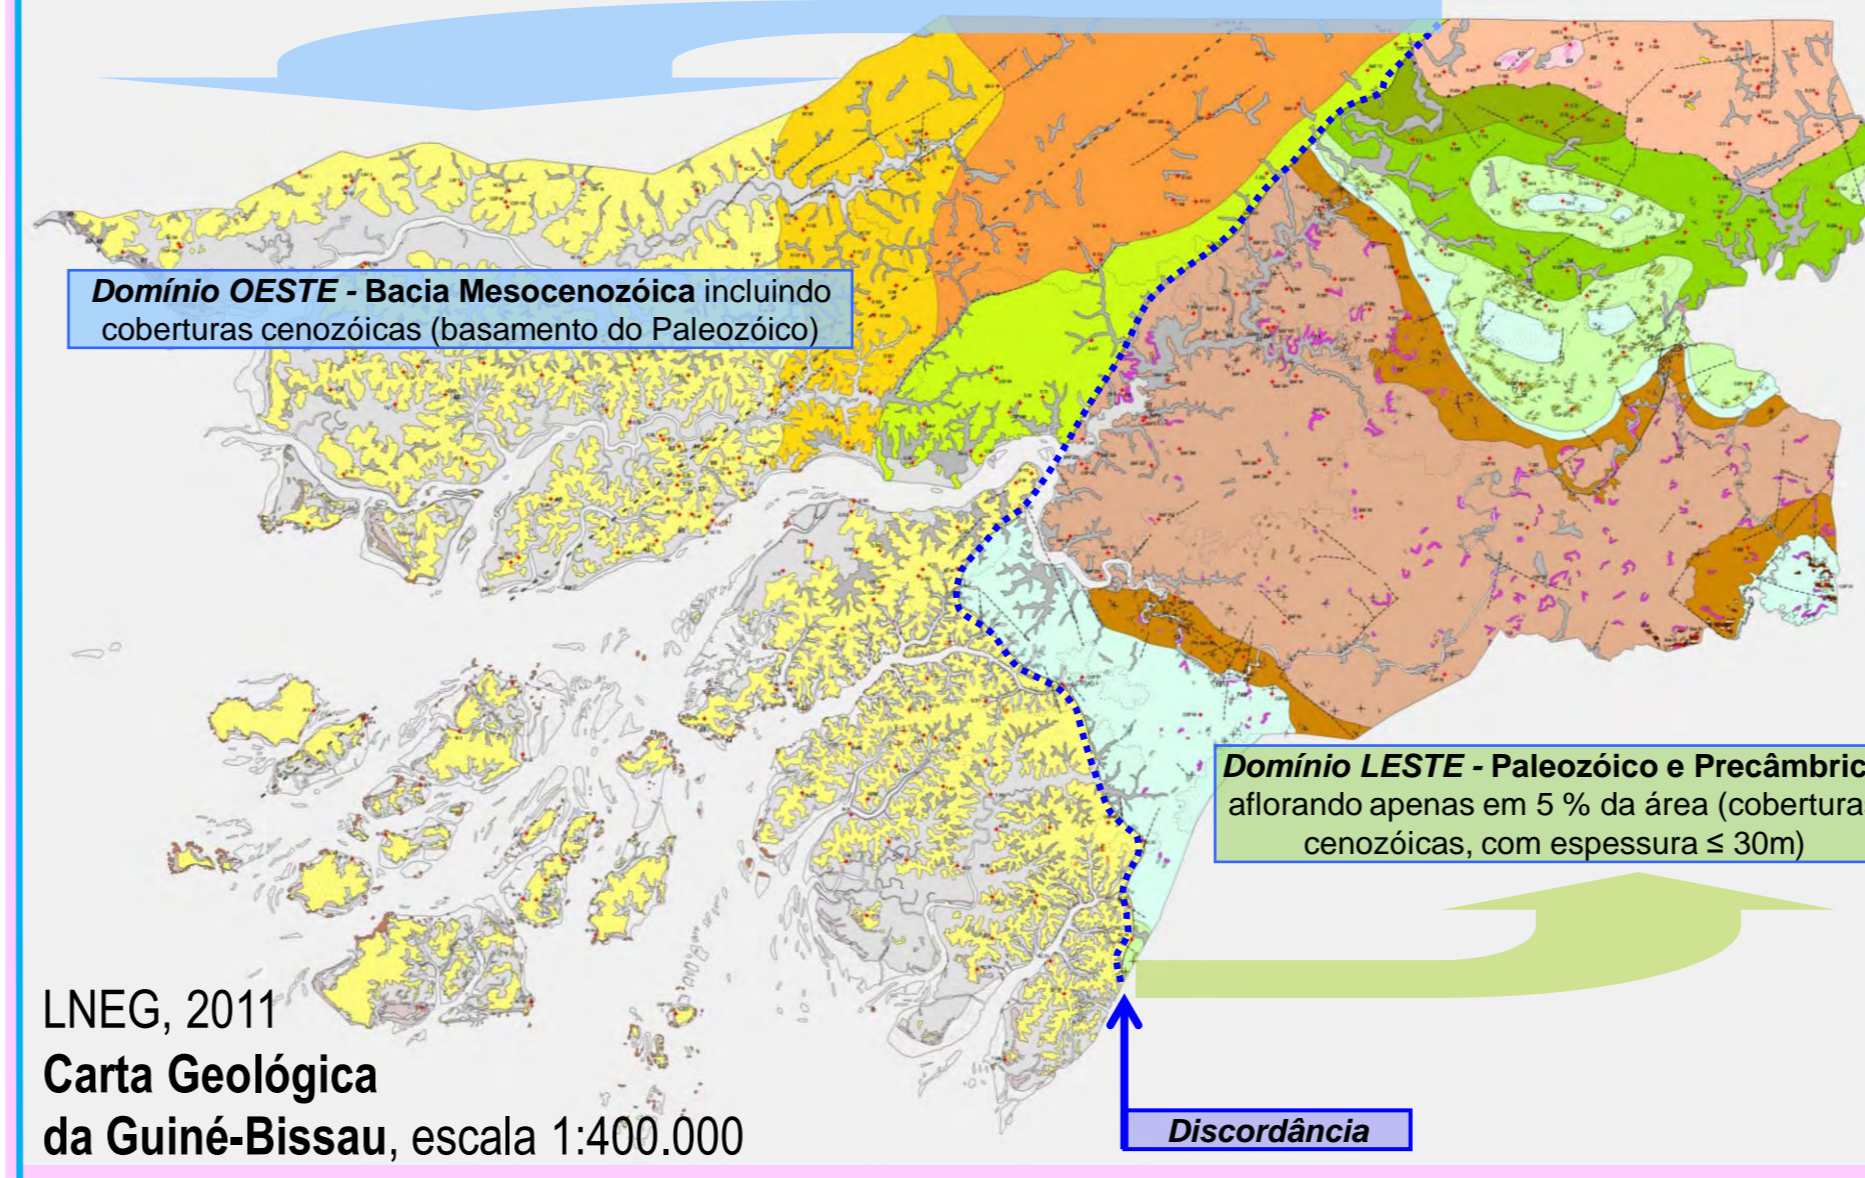 Domínio OESTE - Bacia Mesocenozóica incluindo
coberturas cenozóicas (basamento do Paleozóico)
Domínio LESTE - Paleozóico e Precâmbric
aflorando apenas em 5 % da área (cobertura
cenozóicas, com espessura ≤ 30m)
LNEG, 2011
Carta Geológica
da Guiné-Bissau, escala 1:400.000
Discordância